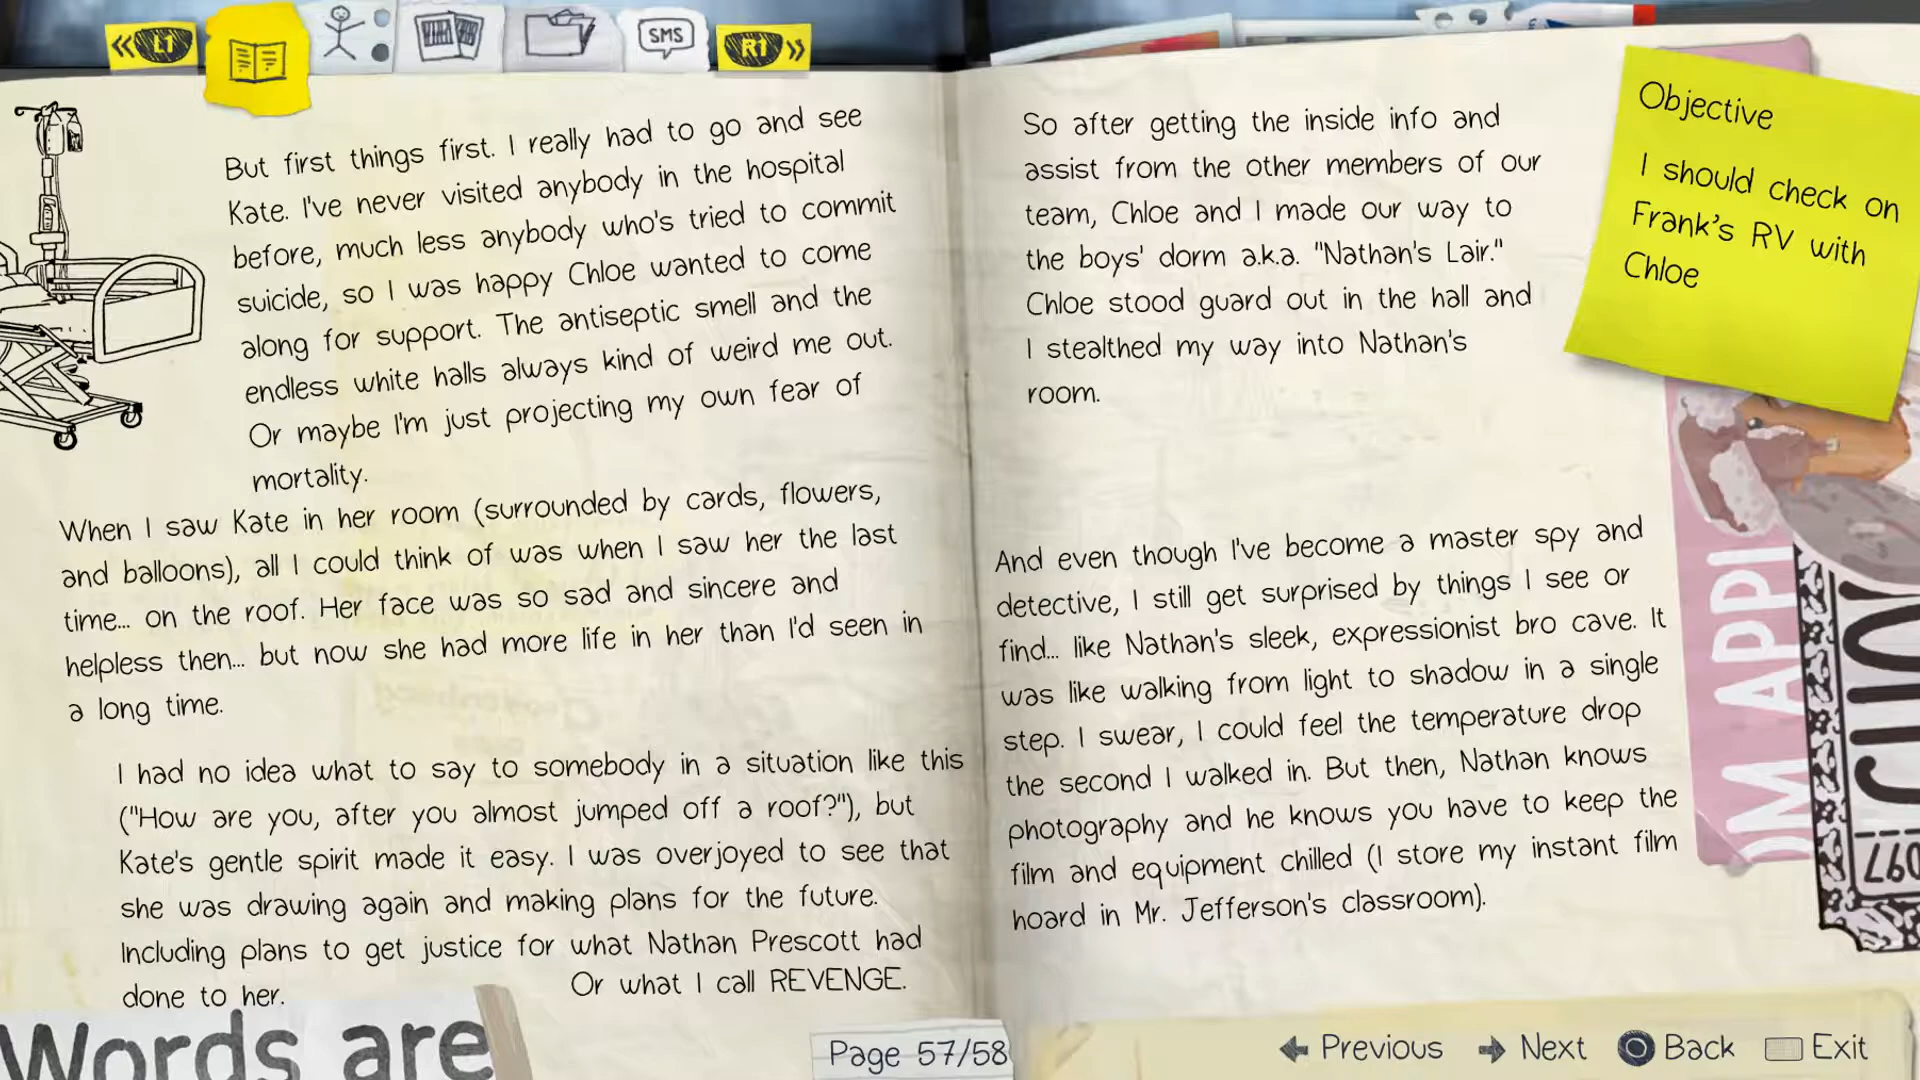 L1
SMS
R1
But first things first. I really had to go and see
Kate. I've never visited anybody in the hospital
before, much less anybody who's tried to commit
suicide, so I was happy Chloe wanted to come
along for support. The antiseptic smell and the
endless white halls always kind of weird me out.
Or maybe I'm just projecting my own fear of
mortality.
When I saw Kate in her room (surrounded by cards, flowers,
and balloons), all I could think of was when I saw her the last
time... on the roof. Her face was so sad and sincere and
helpless then... but now she had more life in her than I'd seen in
a long time.
I had no idea what to say to somebody in a situation like this
("How are you, after you almost jumped off a roof?"), but
Kate's gentle spirit made it easy. I was overjoyed to see that
she was drawing again and making plans for the future.
Including plans to get justice for what Nathan Prescott had
done to her.
Or what I call REVENGE.
Words are
So after getting the inside info and
assist from the other members of our
team, Chloe and I made our way to
the boys' dorm a.k.a. "Nathan's Lair."
Chloe stood guard out in the hall and
I stealthed my way into Nathan's
room.
And even though I've become a master spy and
detective, I still get surprised by things I see or
find... like Nathan's sleek, expressionist bro cave. It
was like walking from light to shadow in a single
step. I swear, I could feel the temperature drop
the second I walked in. But then, Nathan knows
photography and he knows you have to keep the
film and equipment chilled (I store my instant film
hoard in Mr. Jefferson's classroom).
Objective
I should check on
Frank's RV with
Chloe
OM APPL
Page 57/58
Previous
Next
Back
Exit